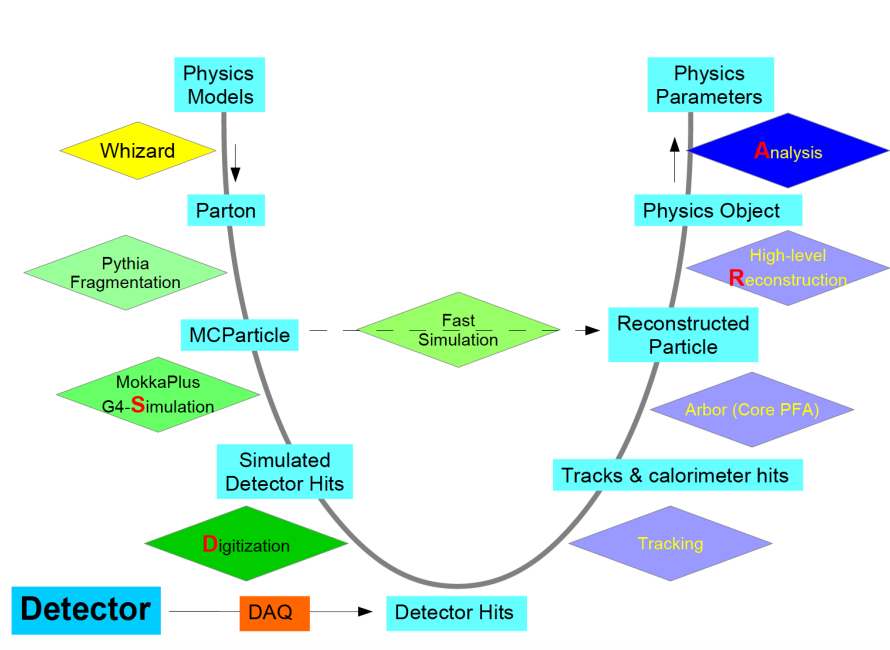 Physics
Models
Physics
Parameters
Whizard
Analysis
Parton
Physics Object
Pythia
Fragmentation
High-level
Reconstruction
MCParticle
Fast
Simulation
Reconstructed
Particle
MokkaPlus
G4-Simulation
Arbor (Core PFA)
Simulated
Detector Hits
Tracks & calorimeter hits
Digitization
Tracking
Detector
DAQ
Detector Hits